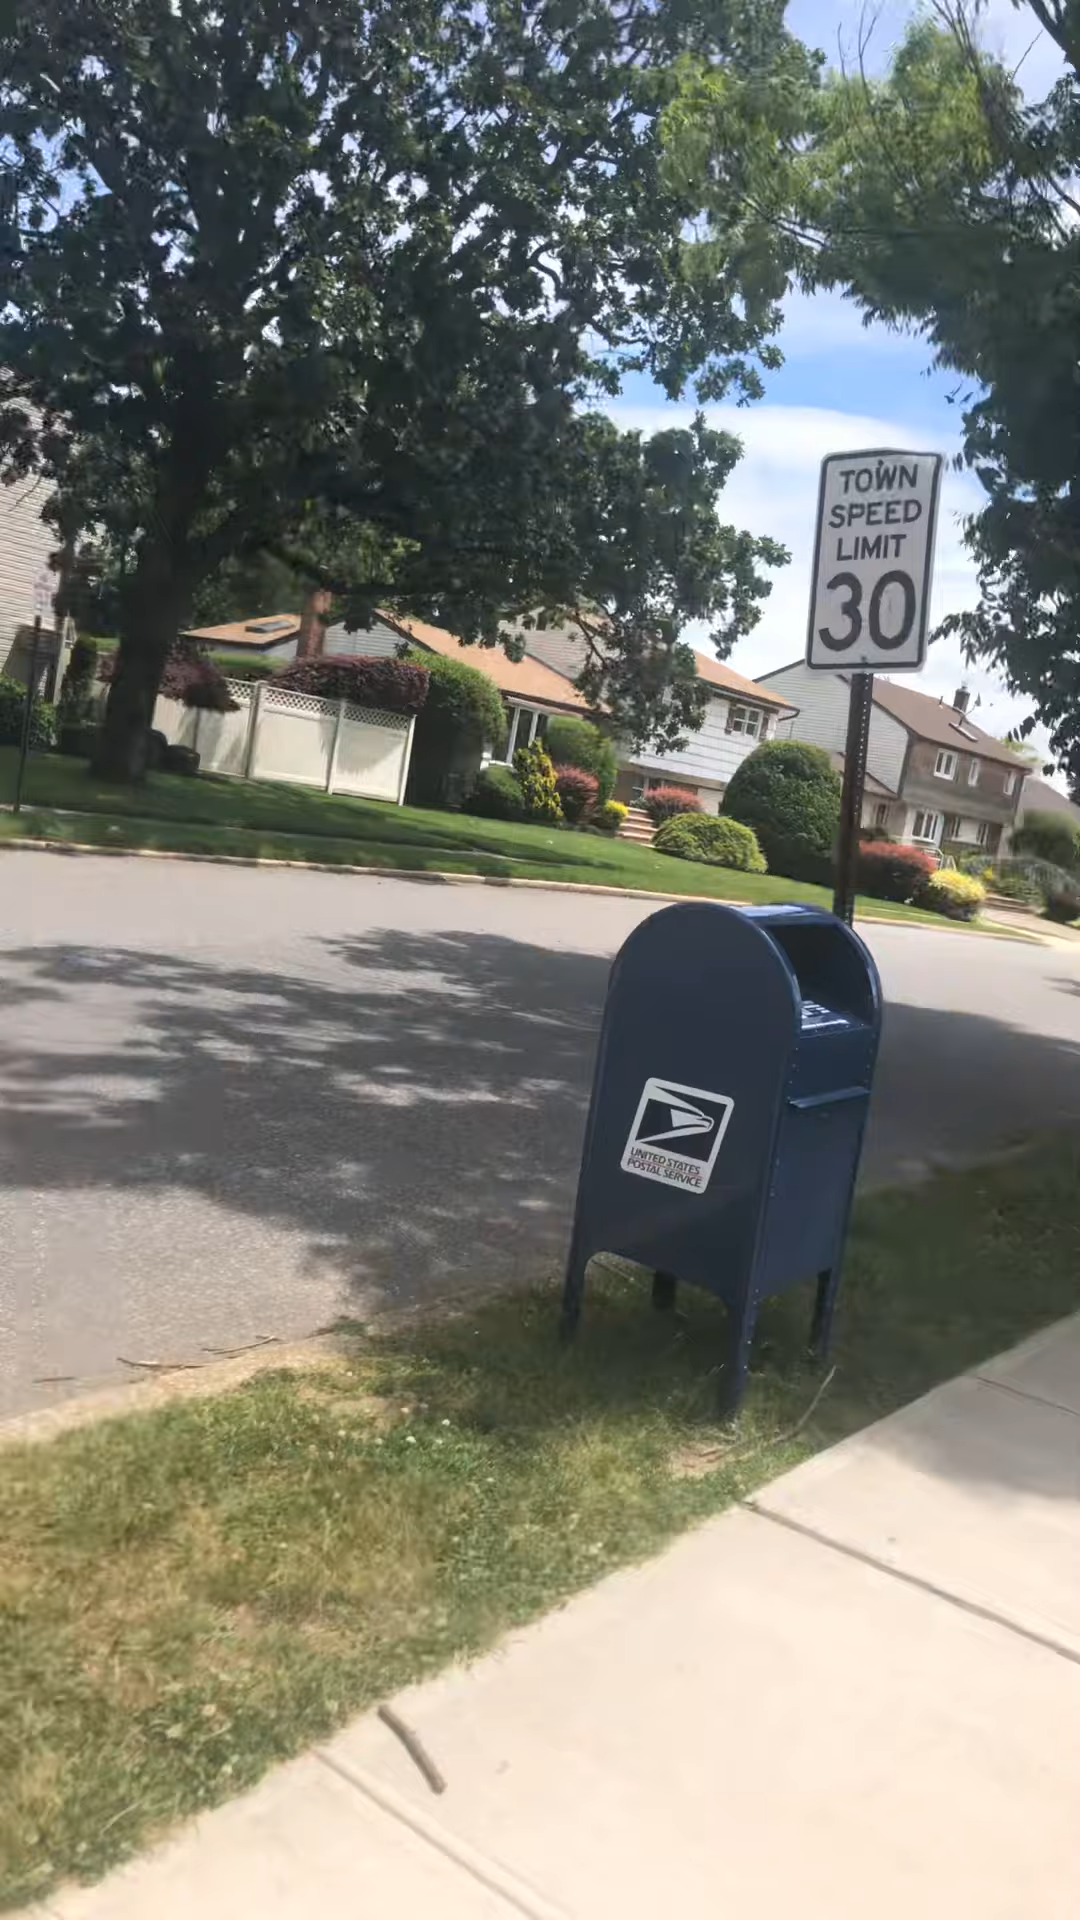 TOWN
SPEED
LIMIT
30
UNITED STATES
POSTAL SERVICE